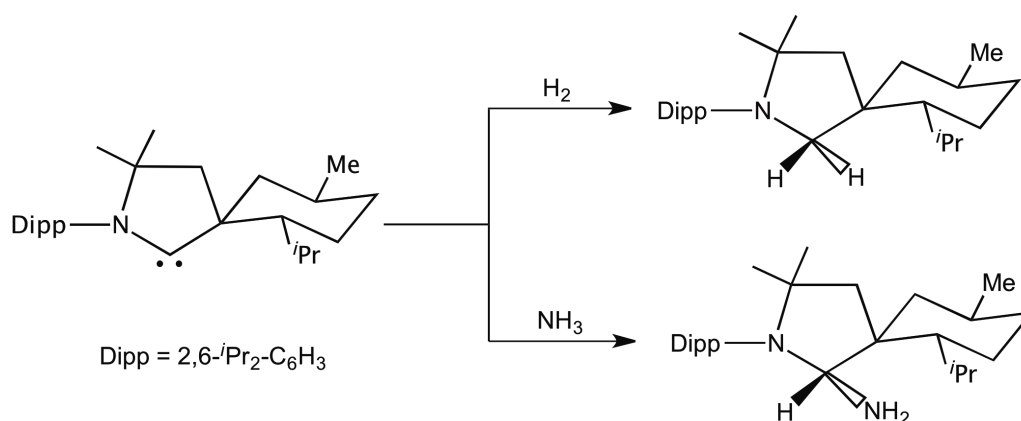 Me
H₂
Dipp
N
ⁱPr
H
H
Me
Dipp
N
ⁱPr
Me
NH₃
Dipp
N
ⁱPr
Dipp = 2,6-ⁱPr₂-C₆H₃
H
NH₂